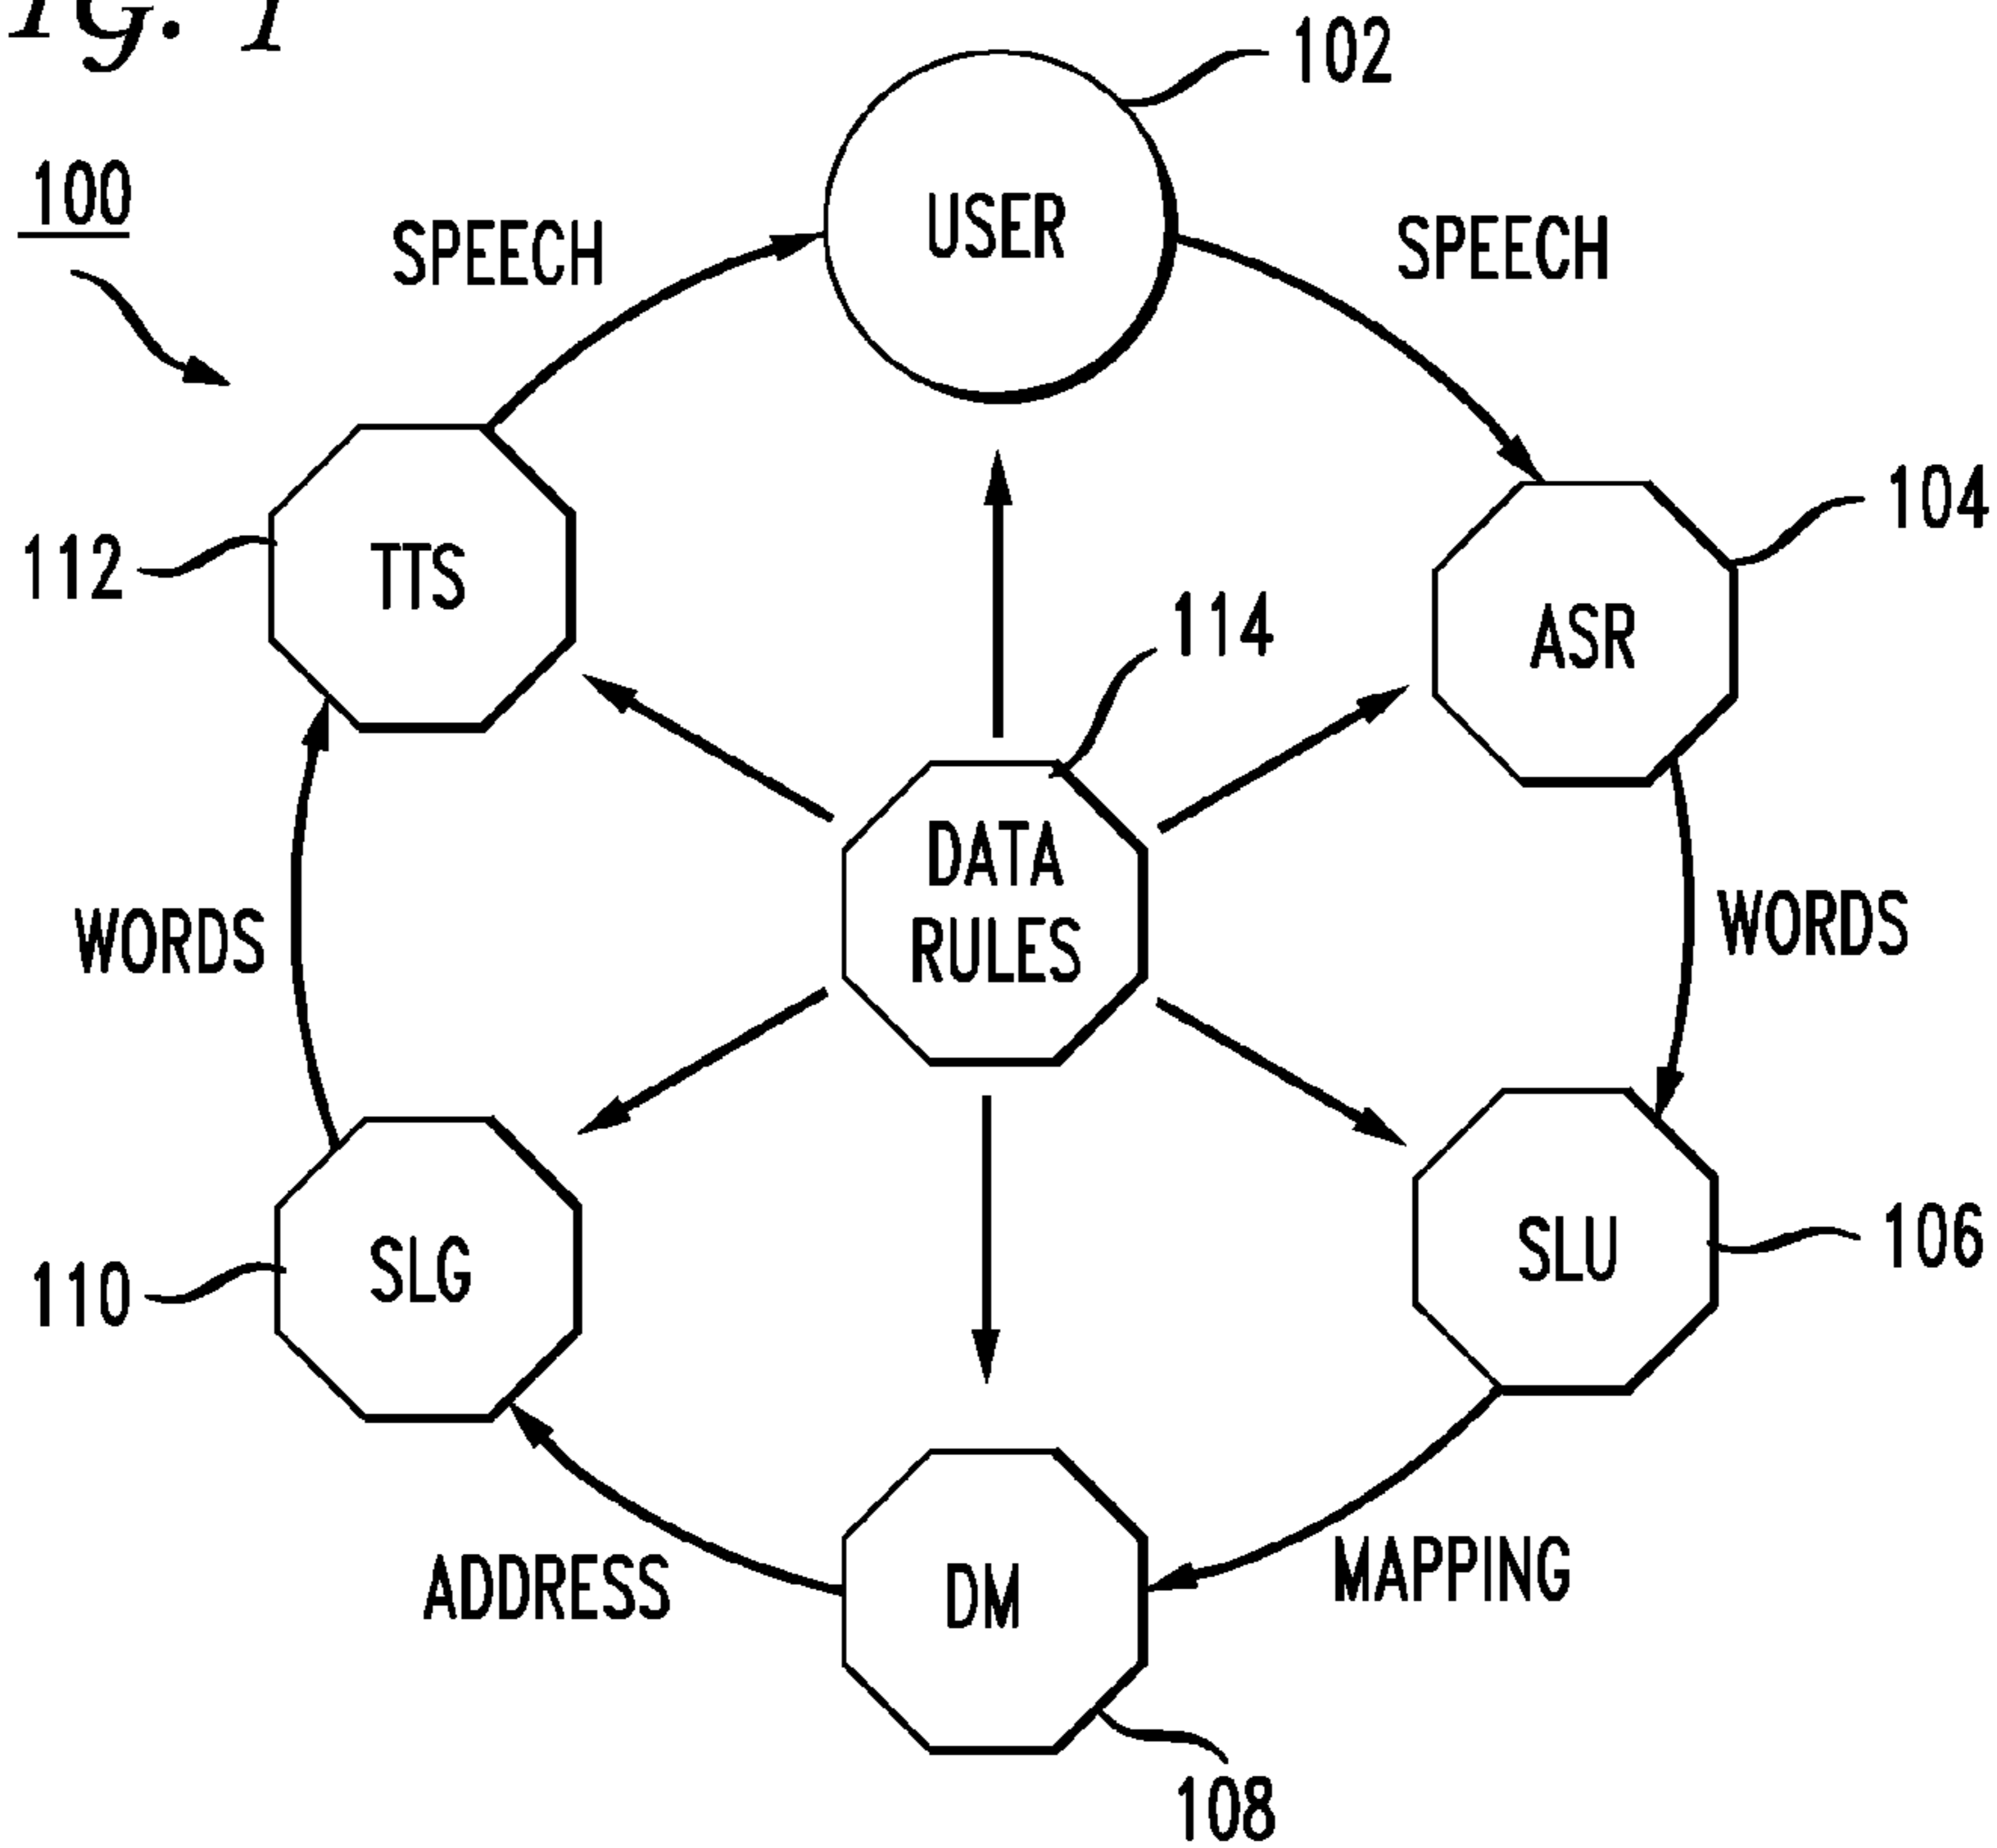 1
102
100
USER
SPEECH
SPEECH
104
112
TTS
114
ASR
DATA
RULES
WORDS
WORDS
SLG
SLU
106
110
ADDRESS
DM
MAPPING
108